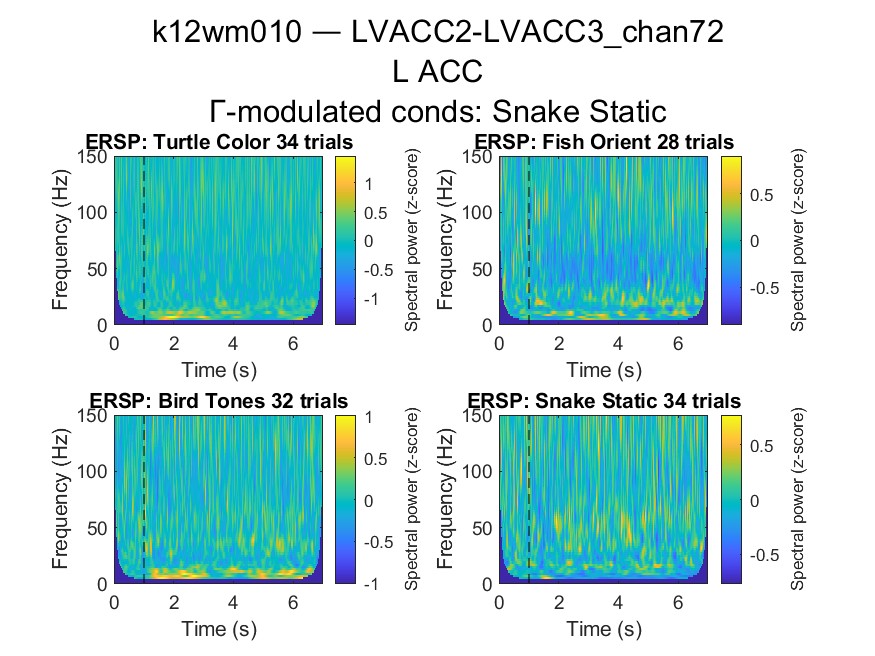 k12wm010 — LVACC2-LVACC3_chan72
L ACC
Γ-modulated conds: Snake Static
ERSP: Turtle Color 34 trials
150
100
50
0
Frequency (Hz)
0 2 4 6
Time (s)
1
0.5
0
-0.5
-1
Spectral power (z-score)
ERSP: Fish Orient 28 trials
150
100
50
0
Frequency (Hz)
0 2 4 6
Time (s)
0.5
0
-0.5
Spectral power (z-score)
ERSP: Bird Tones 32 trials
150
100
50
0
Frequency (Hz)
0 2 4 6
Time (s)
1
0.5
0
-0.5
-1
Spectral power (z-score)
ERSP: Snake Static 34 trials
150
100
50
0
Frequency (Hz)
0 2 4 6
Time (s)
0.5
0
-0.5
Spectral power (z-score)